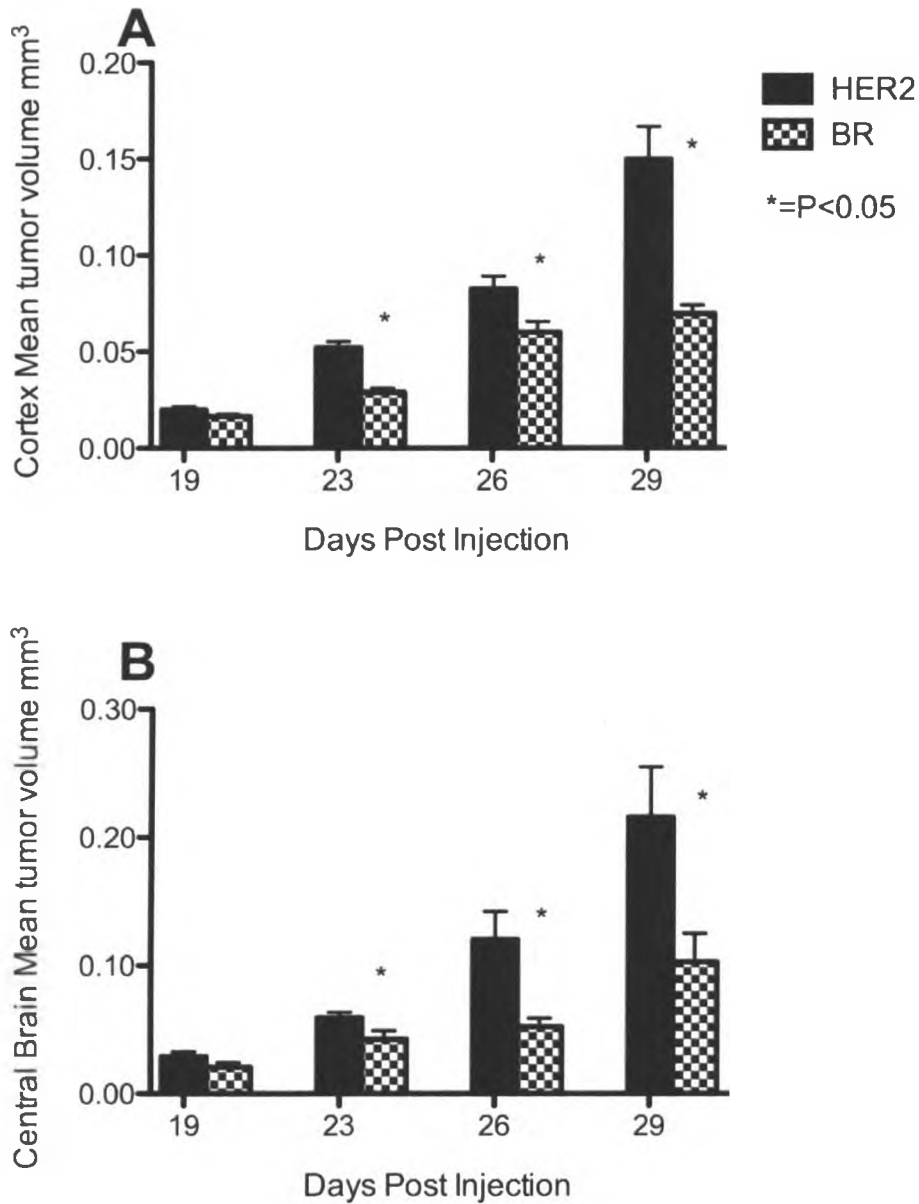 A
Cortex Mean tumor volume mm³
0.20
0.15
0.10
0.05
0.00
*
*
*
19 23 26 29
Days Post Injection
HER2
BR
*=P<0.05
B
Central Brain Mean tumor volume mm³
0.30
0.20
0.10
0.00
*
*
*
19 23 26 29
Days Post Injection